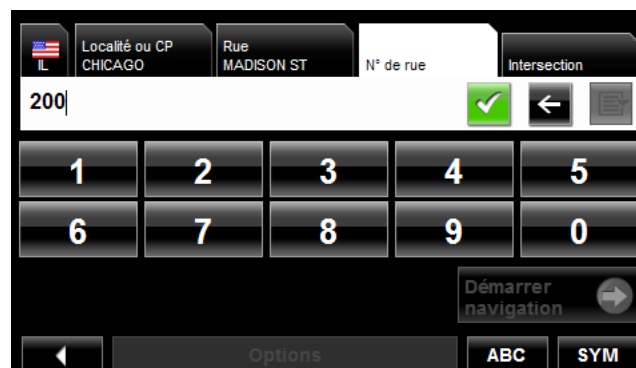 IL
Localité ou CP
CHICAGO
Rue
MADISON ST
N° de rue
Intersection
200
1 2 3 4 5
6 7 8 9 0
Démarrer
navigation
Options ABC SYM